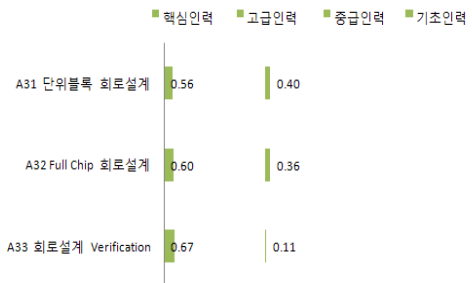 핵심인력 고급인력 중급인력 기초인력
A31 단위블록 회로설계 0.56 0.40
A32 Full Chip 회로설계 0.60 0.36
A33 회로설계 Verification 0.67 0.11